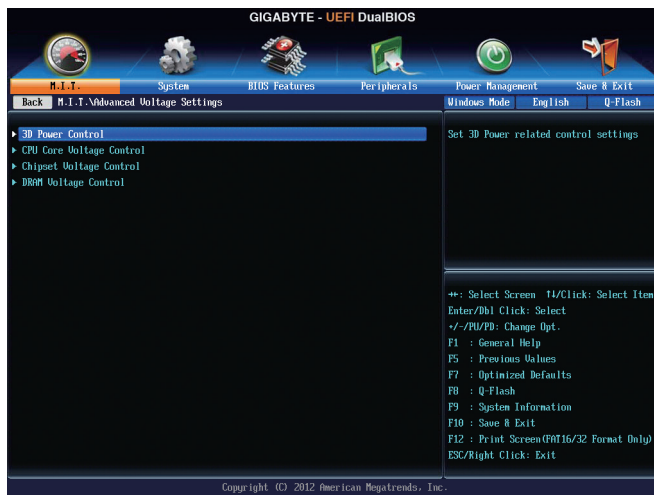 GIGABYTE - UEFI DualBIOS
M.I.T.
System
BIOS Features
Peripherals
Power Management
Save & Exit
Back M.I.T.\Advanced Voltage Settings
Windows Mode English Q-Flash
3D Power Control
CPU Core Voltage Control
Chipset Voltage Control
DRAM Voltage Control
Set 3D Power related control settings
→←: Select Screen ↑↓/Click: Select Item
Enter/Dbl Click: Select
+/-/PU/PD: Change Opt.
F1 : General Help
F5 : Previous Values
F7 : Optimized Defaults
F8 : Q-Flash
F9 : System Information
F10 : Save & Exit
F12 : Print Screen(FAT16/32 Format Only)
ESC/Right Click: Exit
Copyright (C) 2012 American Megatrends, Inc.